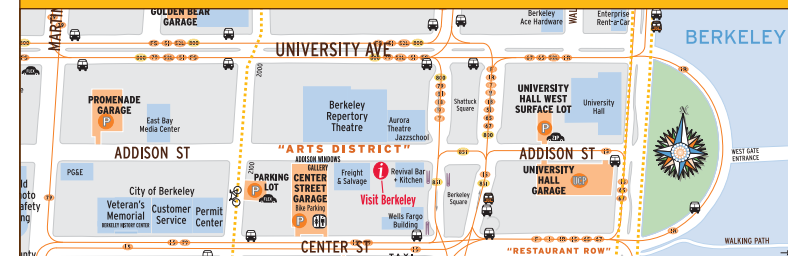 GOLDEN BEAR
GARAGE
Berkeley
Ace Hardware
Enterprise
Rent-a-Car
BERKELEY
UNIVERSITY AVE
2000
PROMENADE
GARAGE
P
East Bay
Media Center
Berkeley
Repertory
Theatre
Aurora
Theatre
Jazzschool
Shattuck
Square
UNIVERSITY
HALL WEST
SURFACE LOT
P
University
Hall
"ARTS DISTRICT"
ADDISON ST
ADDISON ST
WEST GATE
ENTRANCE
PG&E
2100
PARKING
LOT
P
ADDISON WINDOWS
GALLERY
CENTER
STREET
GARAGE
Bike Parking
P
Freight
& Salvage
i
Visit Berkeley
Revival Bar
+ Kitchen
Wells Fargo
Building
Berkeley
Square
UNIVERSITY
HALL
GARAGE
UCP
City of Berkeley
Veteran's
Memorial
BERKELEY HISTORY CENTER
Customer
Service
Permit
Center
CENTER ST
"RESTAURANT ROW"
WALKING PATH